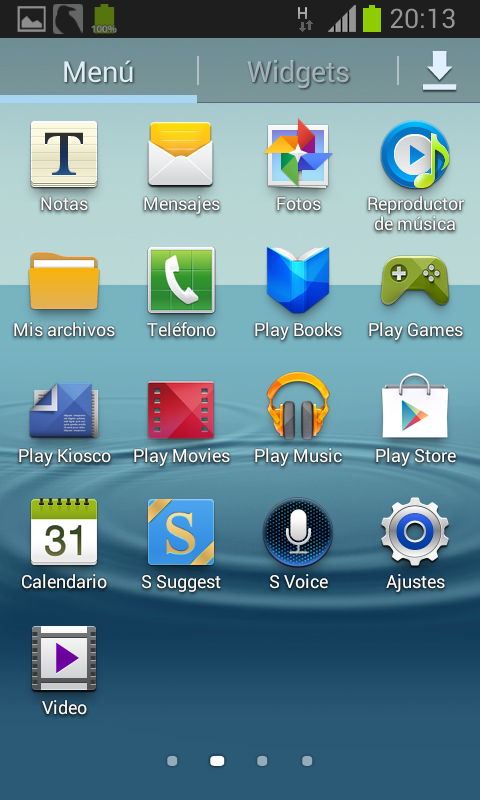 100%
H
20:13
Menú
Widgets
T
Notas
Mensajes
Fotos
Reproductor
de música
Mis archivos
Teléfono
Play Books
Play Games
Play Kiosco
Play Movies
Play Music
Play Store
31
S
Calendario
S Suggest
S Voice
Ajustes
Video